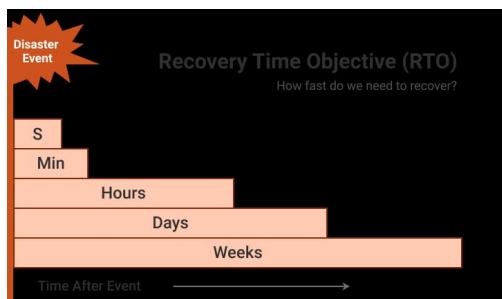 Disaster
Event
Recovery Time Objective (RTO)
How fast do we need to recover?
S
Min
Hours
Days
Weeks
Time After Event